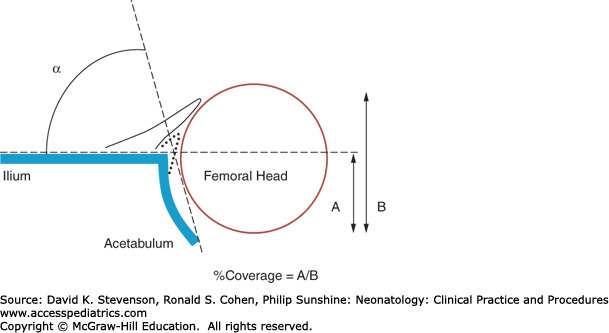 α
Ilium
Femoral Head
A
B
Acetabulum
%Coverage = A/B
Source: David K. Stevenson, Ronald S. Cohen, Philip Sunshine: Neonatology: Clinical Practice and Procedures
www.accesspediatrics.com
Copyright © McGraw-Hill Education. All rights reserved.